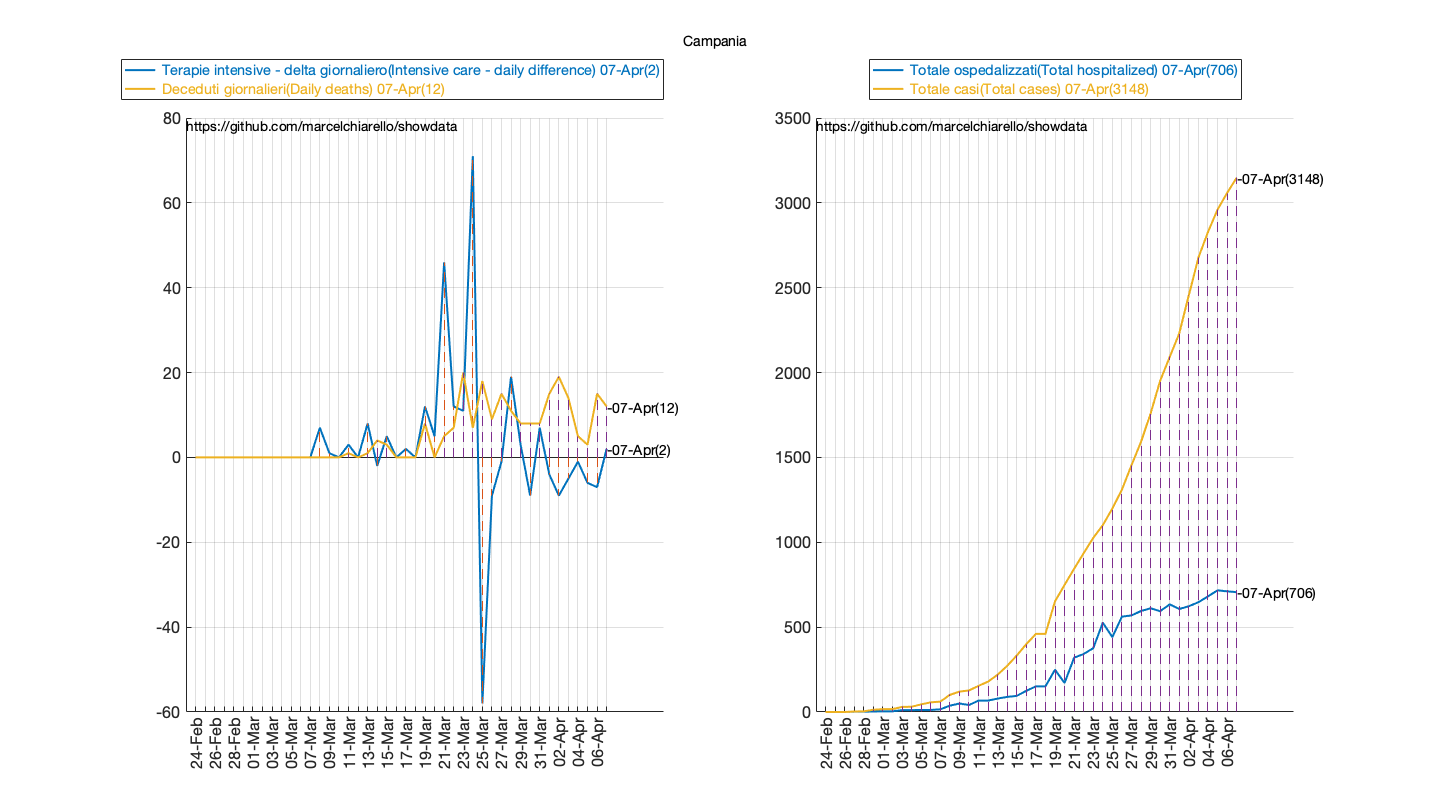 Campania
Terapie intensive - delta giornaliero(Intensive care - daily difference) 07-Apr(2)
Deceduti giornalieri(Daily deaths) 07-Apr(12)
https://github.com/marcelchiarello/showdata
80
60
40
20
0
-20
-40
-60
-07-Apr(12)
-07-Apr(2)
24-Feb
26-Feb
28-Feb
01-Mar
03-Mar
05-Mar
07-Mar
09-Mar
11-Mar
13-Mar
15-Mar
17-Mar
19-Mar
21-Mar
23-Mar
25-Mar
27-Mar
29-Mar
31-Mar
02-Apr
04-Apr
06-Apr
Totale ospedalizzati(Total hospitalized) 07-Apr(706)
Totale casi(Total cases) 07-Apr(3148)
https://github.com/marcelchiarello/showdata
3500
3000
2500
2000
1500
1000
500
0
-07-Apr(3148)
-07-Apr(706)
24-Feb
26-Feb
28-Feb
01-Mar
03-Mar
05-Mar
07-Mar
09-Mar
11-Mar
13-Mar
15-Mar
17-Mar
19-Mar
21-Mar
23-Mar
25-Mar
27-Mar
29-Mar
31-Mar
02-Apr
04-Apr
06-Apr